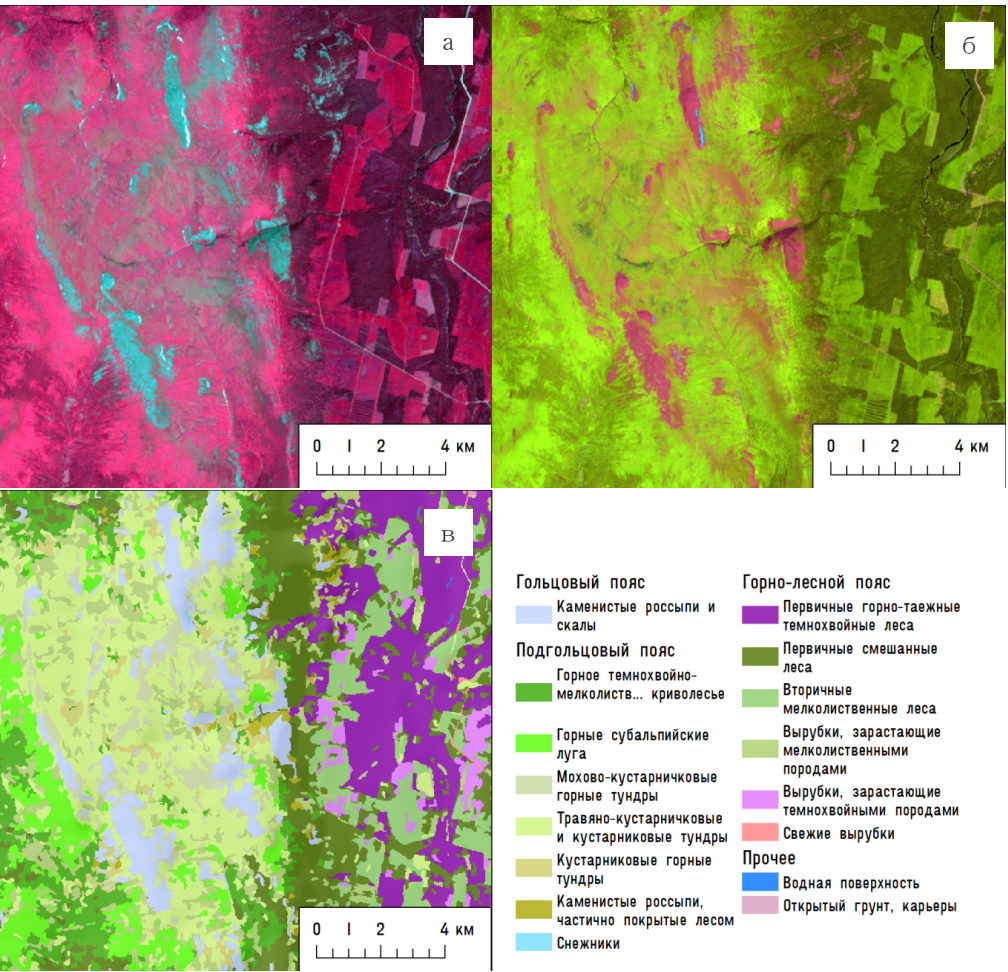 а
б
0 1 2 4 км
0 1 2 4 км
в
0 1 2 4 км
Гольцовый пояс
Каменистые россыпи и
скалы
Подгольцовый пояс
Горное темнохвойно-
мелколиств... криволесье
Горные субальпийские
луга
Мохово-кустарничковые
горные тундры
Травяно-кустарничковые
и кустарниковые тундры
Кустарниковые горные
тундры
Каменистые россыпи,
частично покрытые лесом
Снежники
Горно-лесной пояс
Первичные горно-таежные
темнохвойные леса
Первичные смешанные
леса
Вторичные
мелколиственные леса
Вырубки, зарастающие
мелколиственными
породами
Вырубки, зарастающие
темнохвойными породами
Свежие вырубки
Прочее
Водная поверхность
Открытый грунт, карьеры